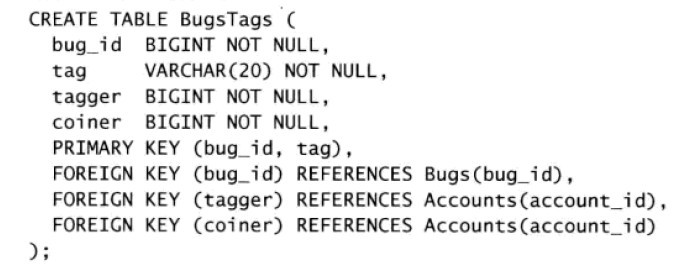 CREATE TABLE BugsTags (
bug_id BIGINT NOT NULL,
tag VARCHAR(20) NOT NULL,
tagger BIGINT NOT NULL,
coiner BIGINT NOT NULL,
PRIMARY KEY (bug_id, tag),
FOREIGN KEY (bug_id) REFERENCES Bugs(bug_id),
FOREIGN KEY (tagger) REFERENCES Accounts(account_id),
FOREIGN KEY (coiner) REFERENCES Accounts(account_id)
);